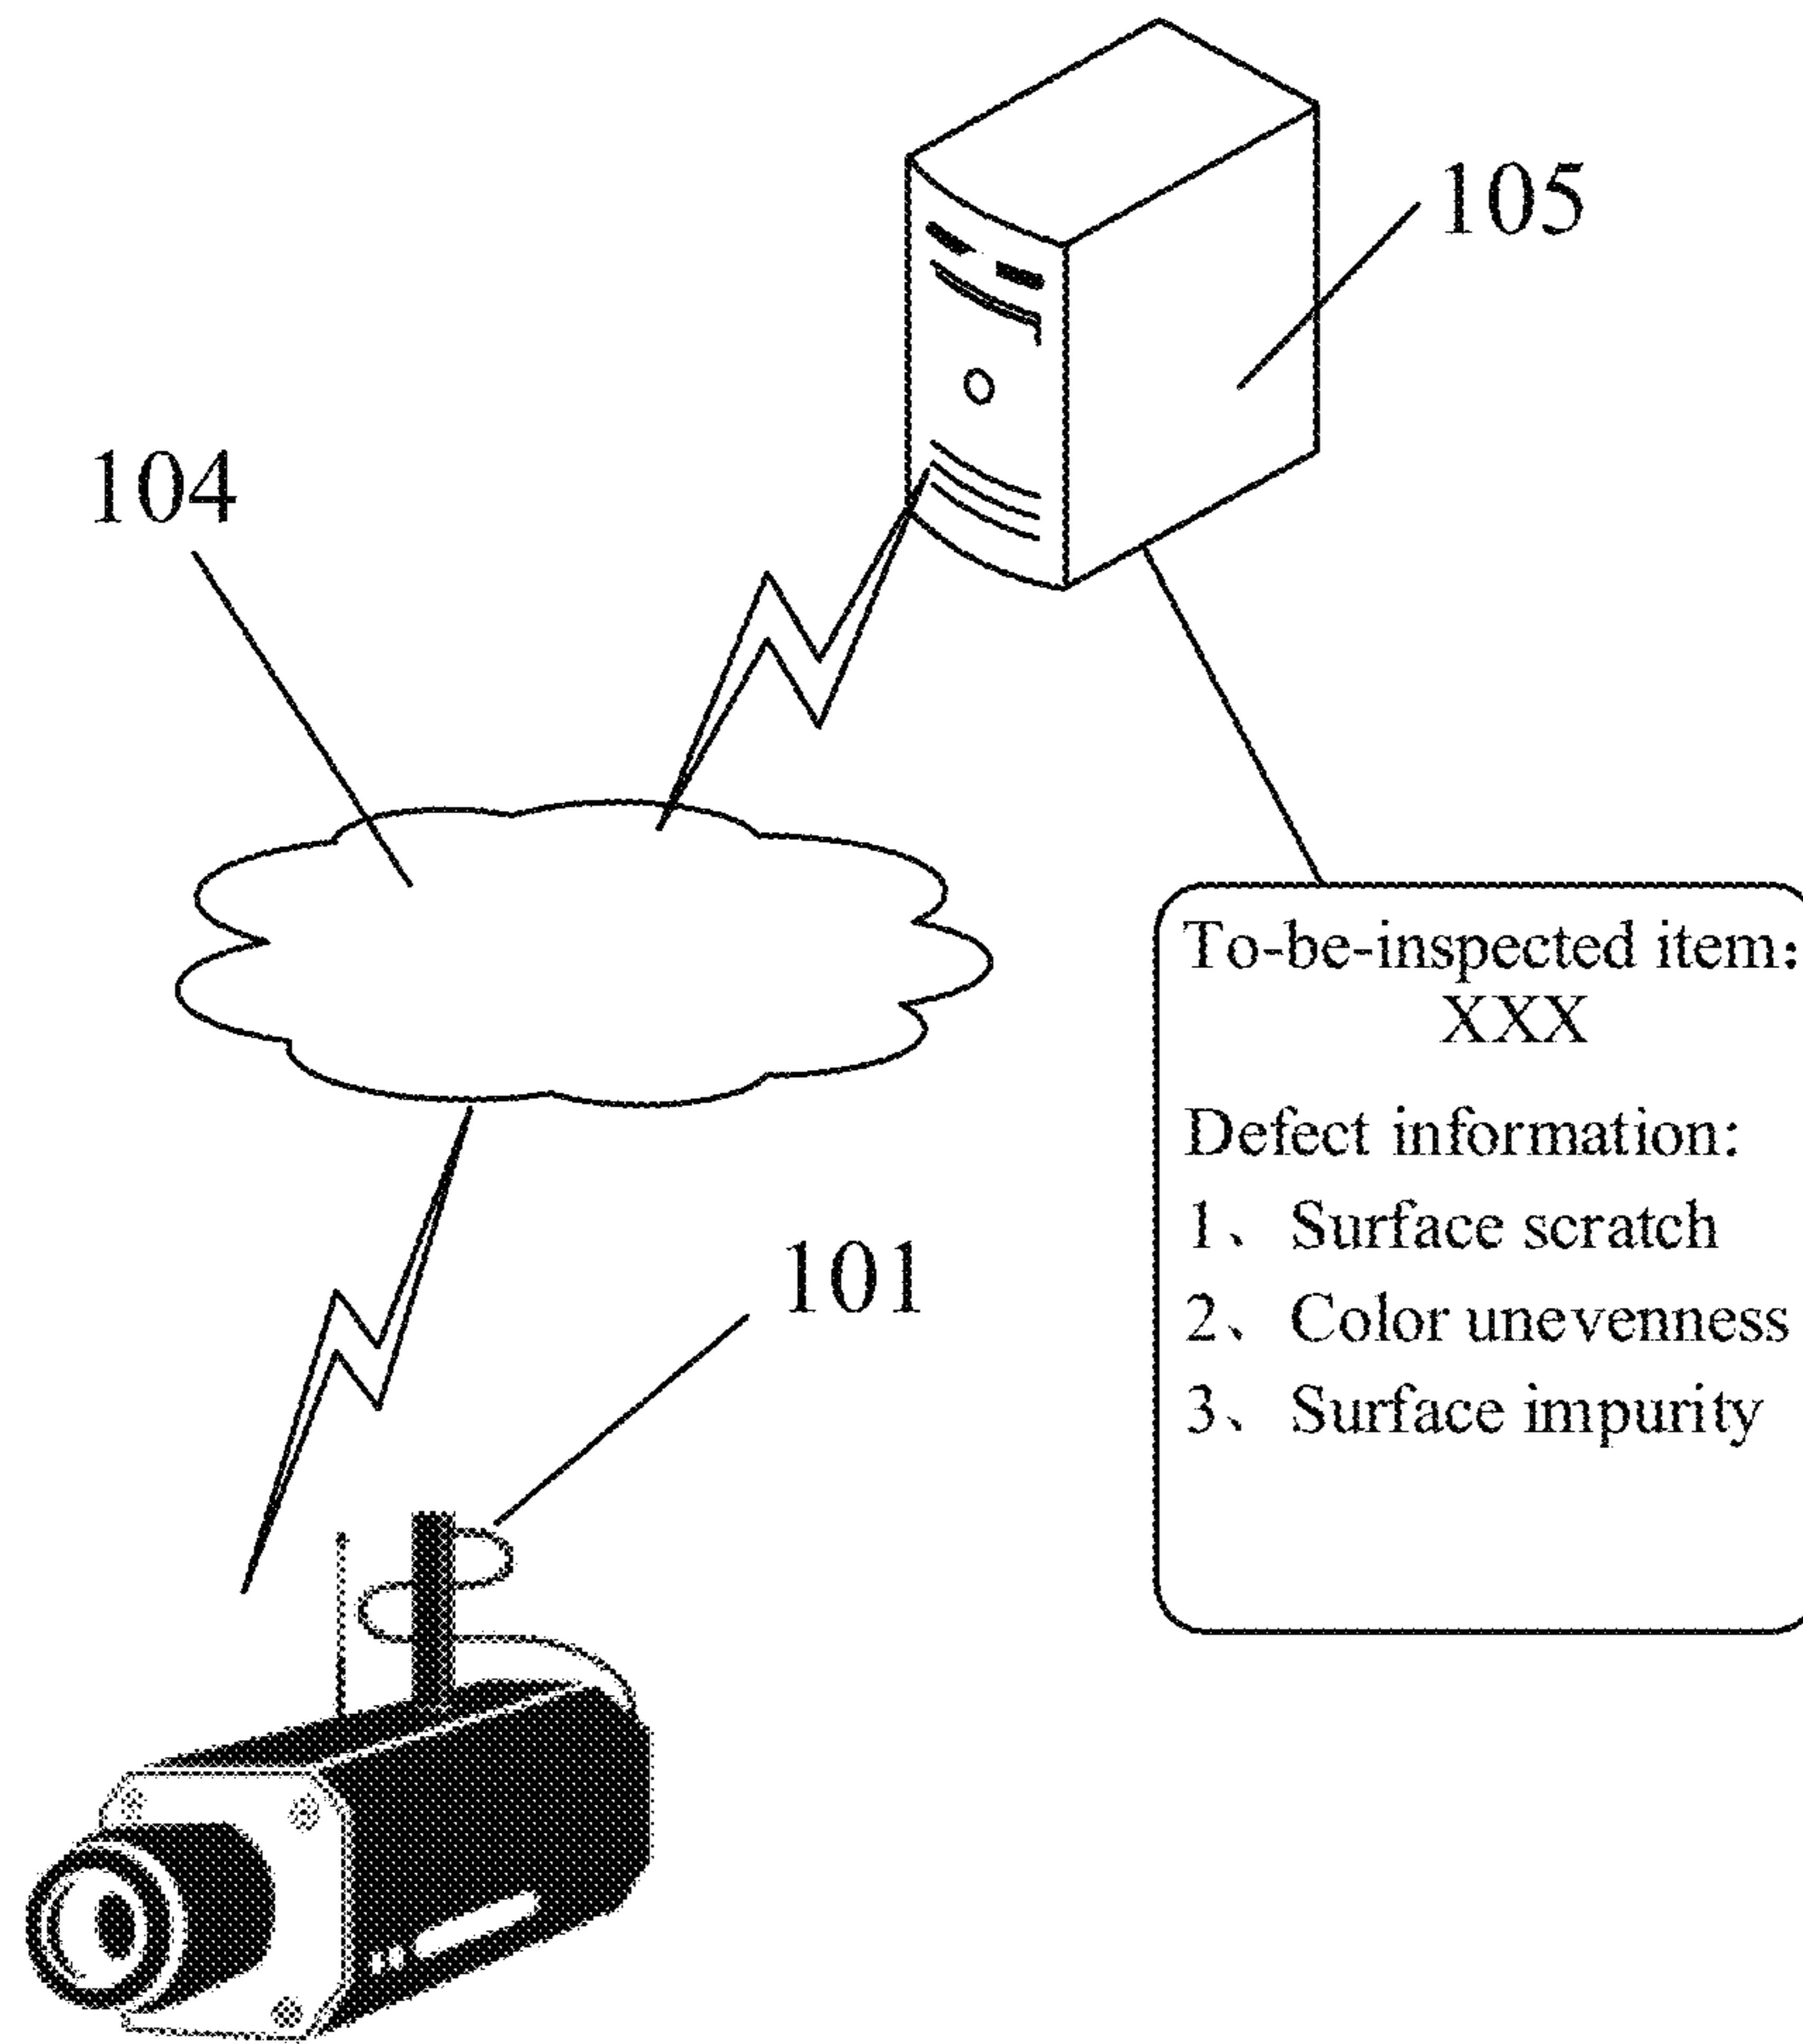 105
104
To-be-inspected item:
XXX
Defect information:
1、 Surface scratch
2、 Color unevenness
3、 Surface impurity
101